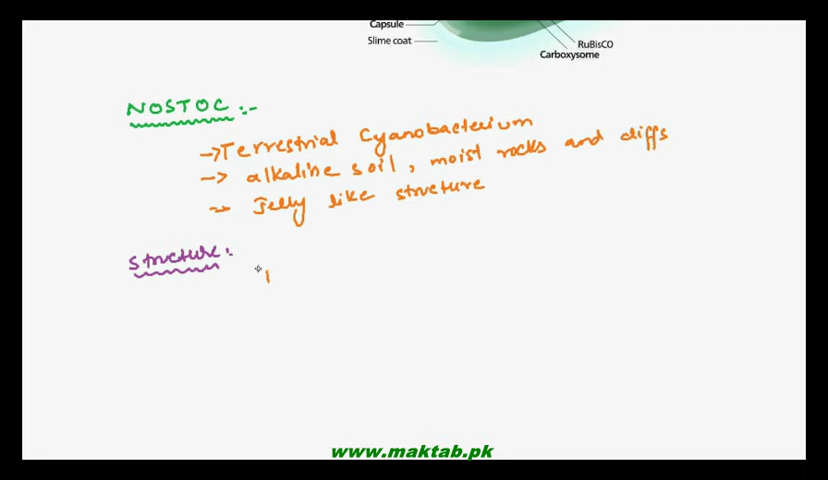 Capsule
Slime coat
RuBisCO
Carboxysome
NOSTOC :-
→ Terrestrial Cyanobacterium
→ alkaline soil, moist rocks and cliffs
→ Jelly like structure
Structure:
www.maktab.pk